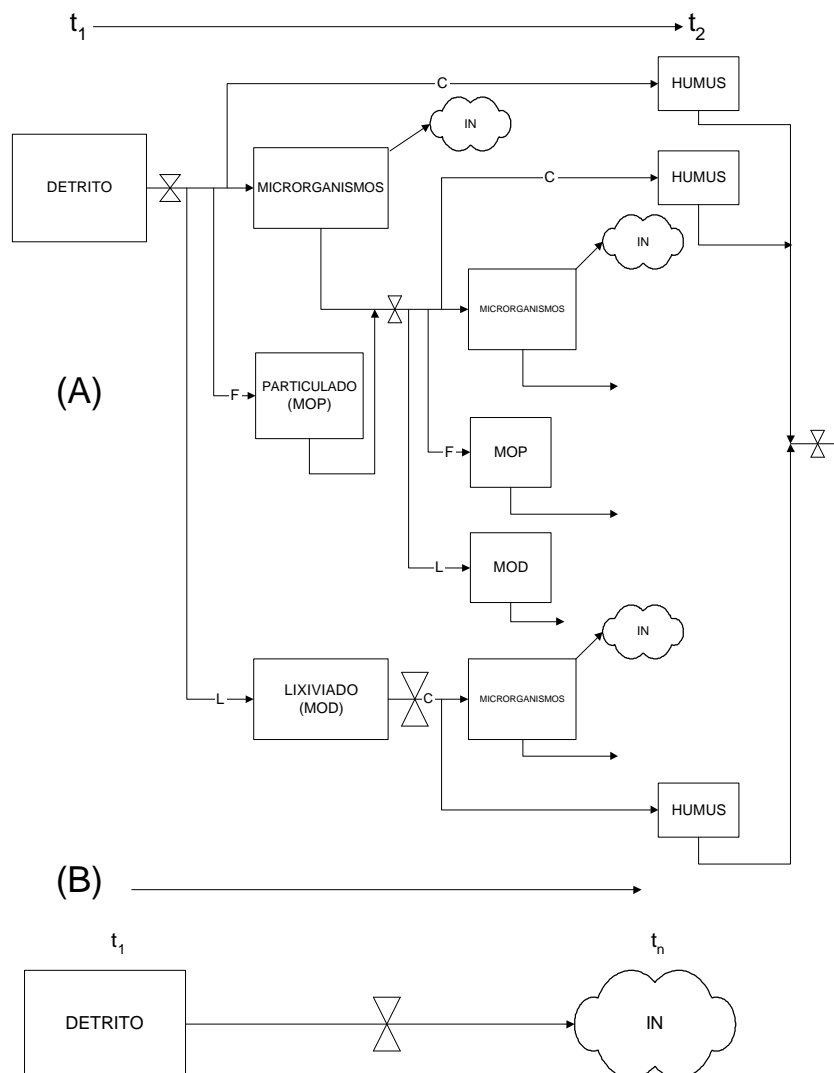 t1 t2
C
HUMUS
IN
DETRITO
MICRORGANISMOS
C
HUMUS
IN
MICRORGANISMOS
(A)
F
PARTICULADO
(MOP)
F
MOP
L
MOD
IN
L
LIXIVIADO
(MOD)
C
MICRORGANISMOS
HUMUS
(B)
t1 tn
DETRITO
IN